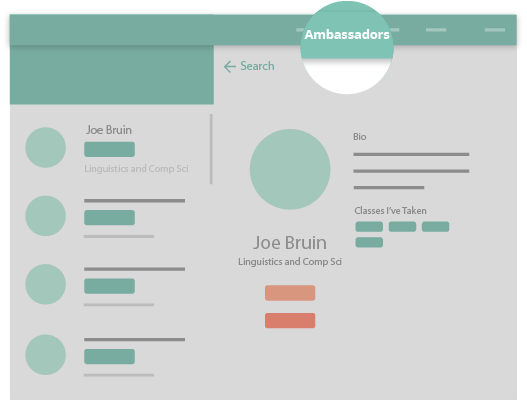 Ambassadors
← Search
Joe Bruin
Linguistics and Comp Sci
Bio
Classes I've Taken
Joe Bruin
Linguistics and Comp Sci